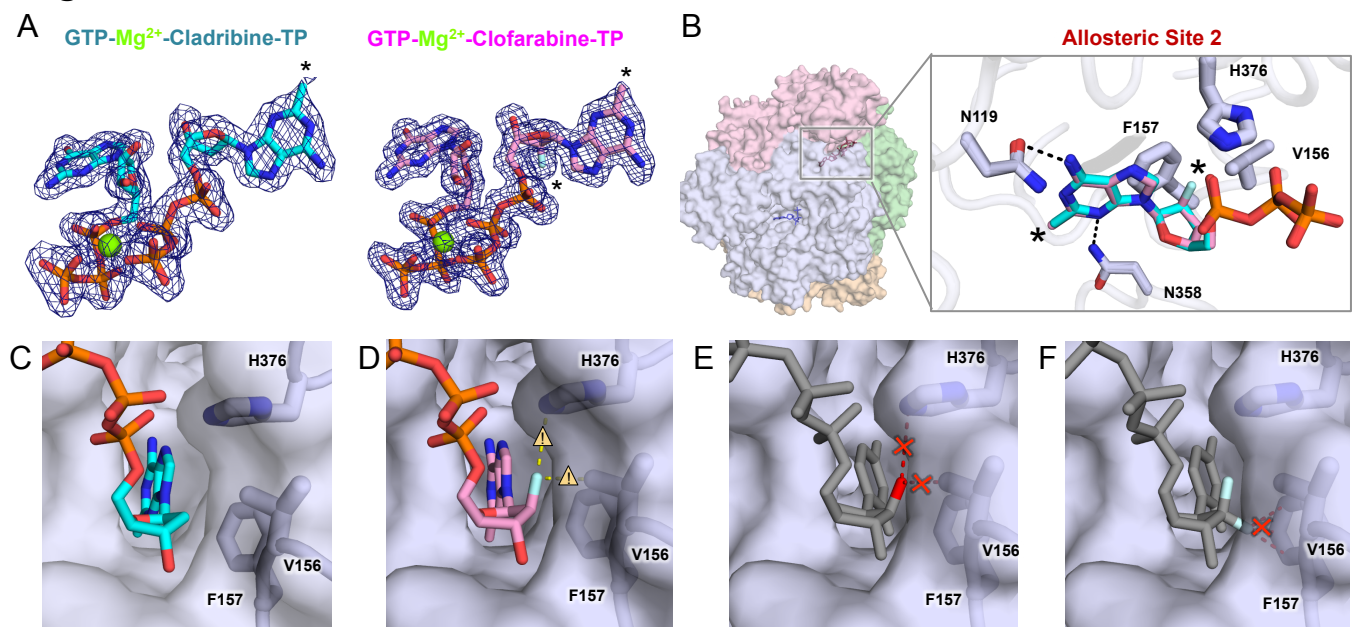 A
GTP-Mg2+-Cladribine-TP
GTP-Mg2+-Clofarabine-TP
*
*
*
B
Allosteric Site 2
H376
N119
F157
V156
*
*
N358
C
H376
V156
F157
D
H376
!
!
V156
F157
E
H376
V156
F157
F
H376
V156
F157